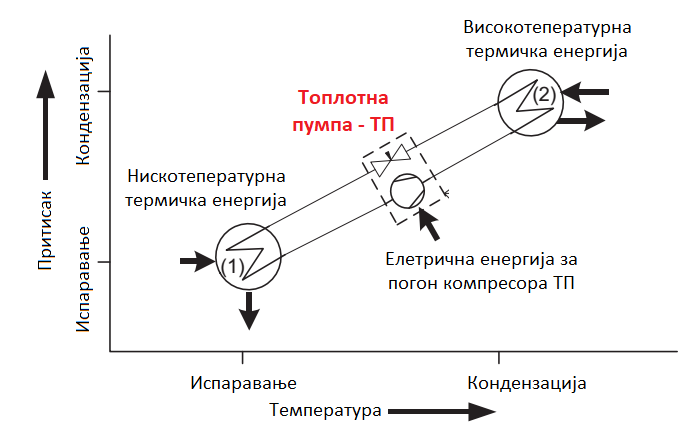 Високотепературна
термичка енергија
(2)
Топлотна
пумпа - ТП
Нискотепературна
термичка енергија
(1)
Елетрична енергија за
погон компресора ТП
Притисак
Кондензација
Испаравање
Испаравање
Кондензација
Температура